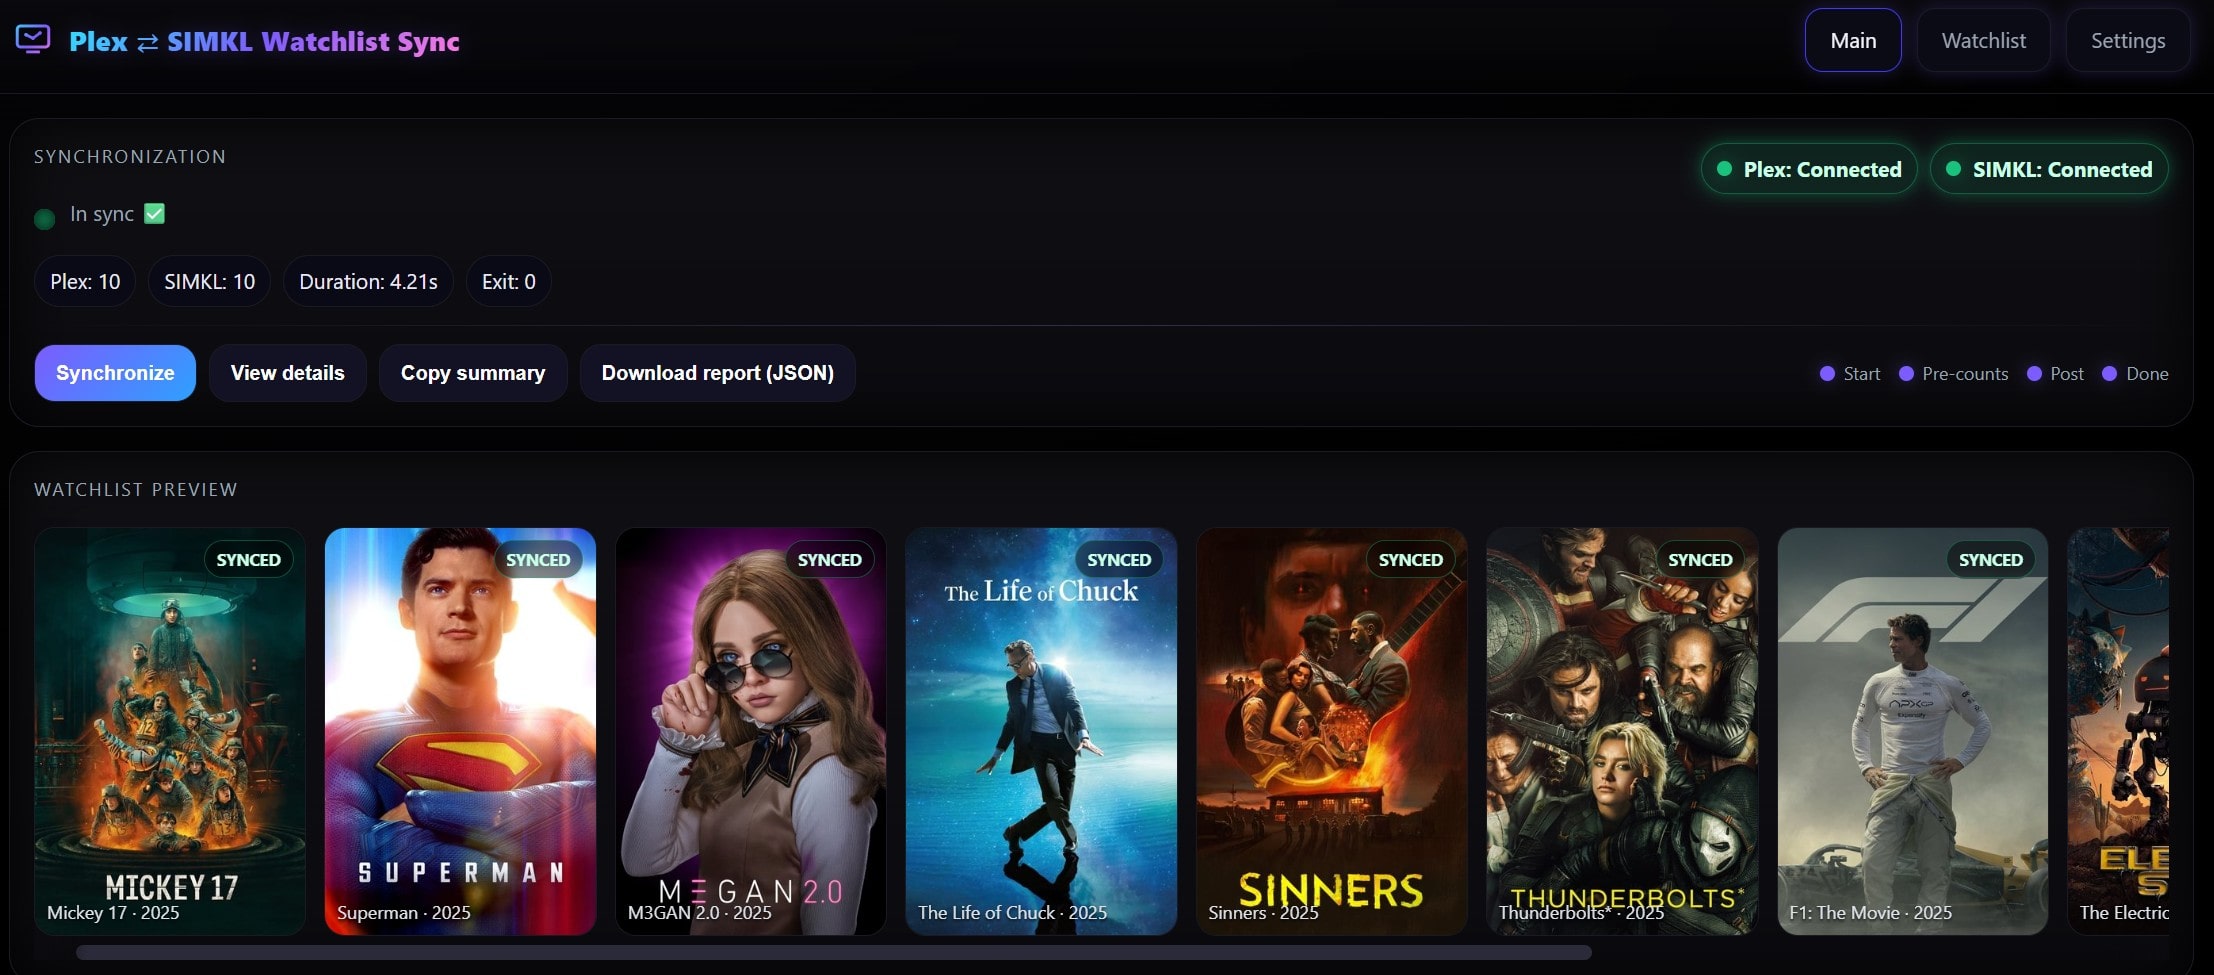 Plex ⇄ SIMKL Watchlist Sync
Main
Watchlist
Settings
SYNCHRONIZATION
Plex: Connected
SIMKL: Connected
In sync ✅
Plex: 10
SIMKL: 10
Duration: 4.21s
Exit: 0
Synchronize
View details
Copy summary
Download report (JSON)
Start
Pre-counts
Post
Done
WATCHLIST PREVIEW
SYNCED
MICKEY 17
Mickey 17 · 2025
SYNCED
SUPERMAN
Superman · 2025
SYNCED
MΞGAN 2.0
M3GAN 2.0 · 2025
SYNCED
The Life of Chuck
The Life of Chuck · 2025
SYNCED
SINNERS
Sinners · 2025
SYNCED
THUNDERBOLTS*
Thunderbolts* · 2025
SYNCED
F1: The Movie · 2025
The Electric